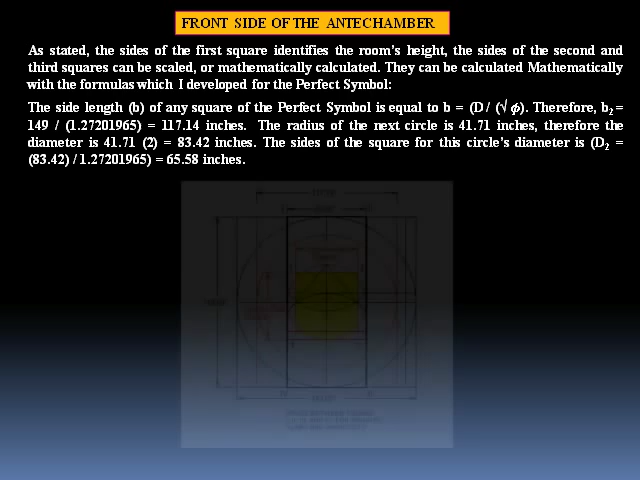 FRONT SIDE OF THE ANTECHAMBER
As stated, the sides of the first square identifies the room's height, the sides of the second and
third squares can be scaled, or mathematically calculated. They can be calculated Mathematically
with the formulas which I developed for the Perfect Symbol:
The side length (b) of any square of the Perfect Symbol is equal to b = (D / (√ ϕ). Therefore, b₂ =
149 / (1.27201965) = 117.14 inches. The radius of the next circle is 41.71 inches, therefore the
diameter is 41.71 (2) = 83.42 inches. The sides of the square for this circle's diameter is (D₂ =
(83.42) / 1.27201965) = 65.58 inches.